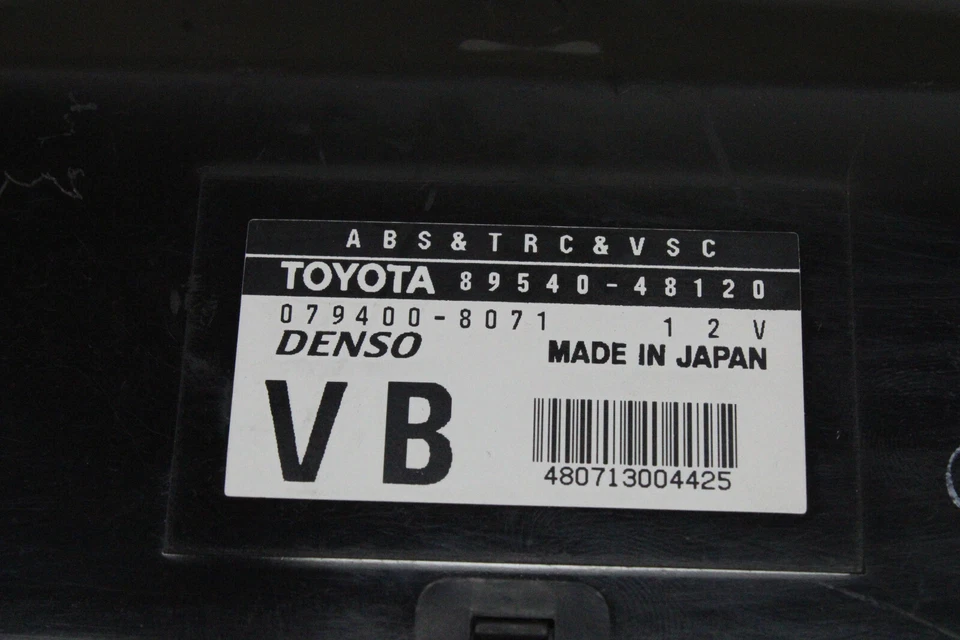 ABS&TRC&VSC
TOYOTA 89540-48120
079400-8071 12V
DENSO MADE IN JAPAN
VB
480713004425